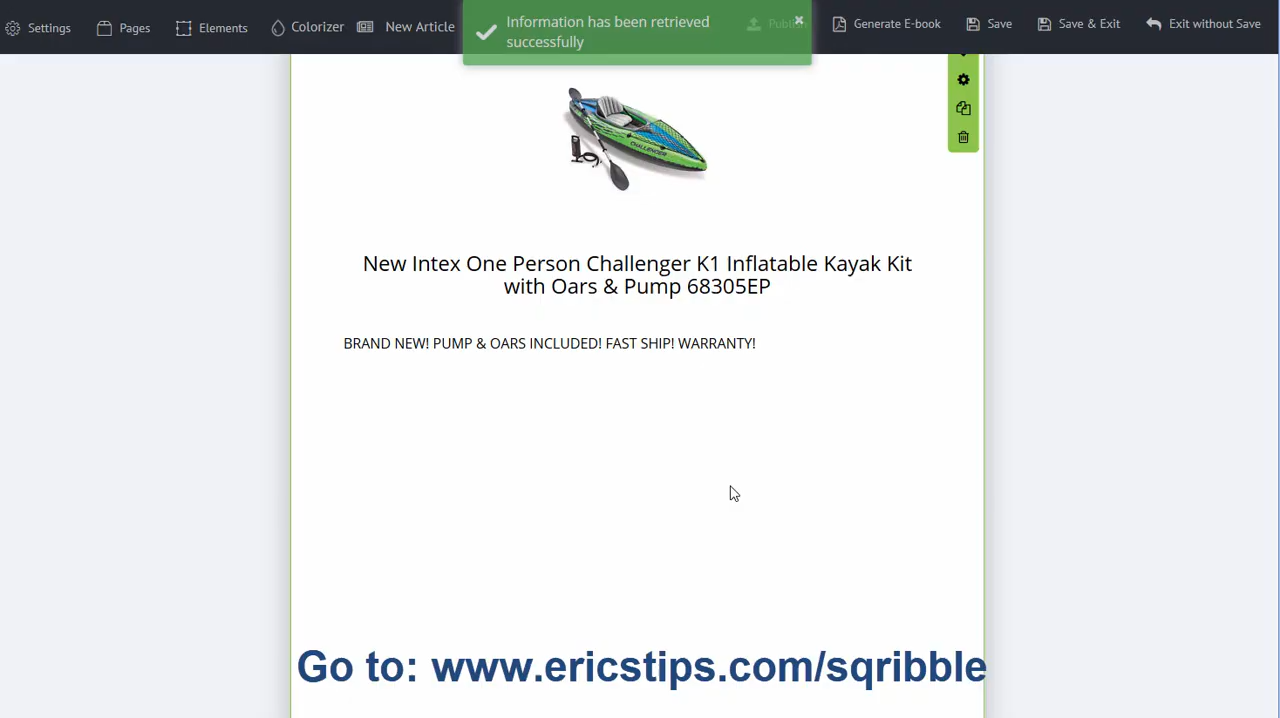 Settings
Pages
Elements
Colorizer
New Article
Information has been retrieved
successfully
Publish
Generate E-book
Save
Save & Exit
Exit without Save
CHALLENGER
New Intex One Person Challenger K1 Inflatable Kayak Kit
with Oars & Pump 68305EP
BRAND NEW! PUMP & OARS INCLUDED! FAST SHIP! WARRANTY!
Go to: www.ericstips.com/sqribble